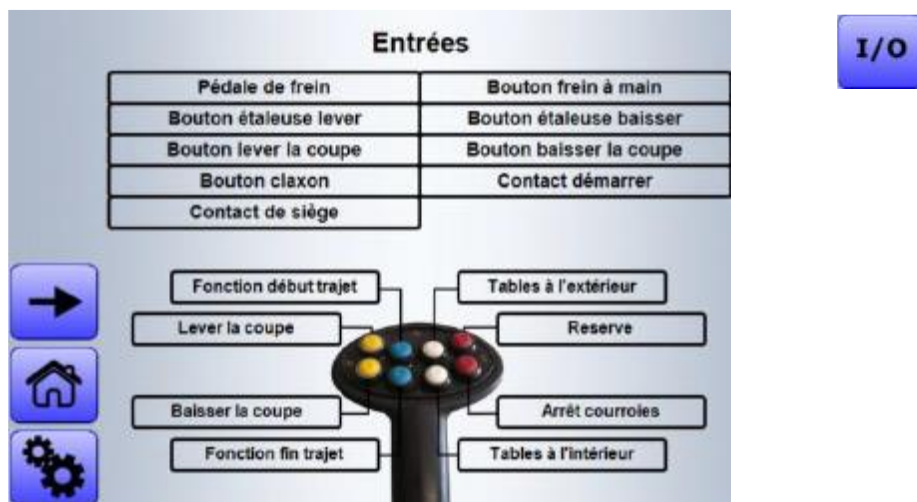 Entrées
I/O
Pédale de frein
Bouton frein à main
Bouton étaleuse lever
Bouton étaleuse baisser
Bouton lever la coupe
Bouton baisser la coupe
Bouton claxon
Contact démarrer
Contact de siège
Fonction début trajet
Tables à l'extérieur
Lever la coupe
Reserve
Baisser la coupe
Arrêt courroies
Fonction fin trajet
Tables à l'intérieur